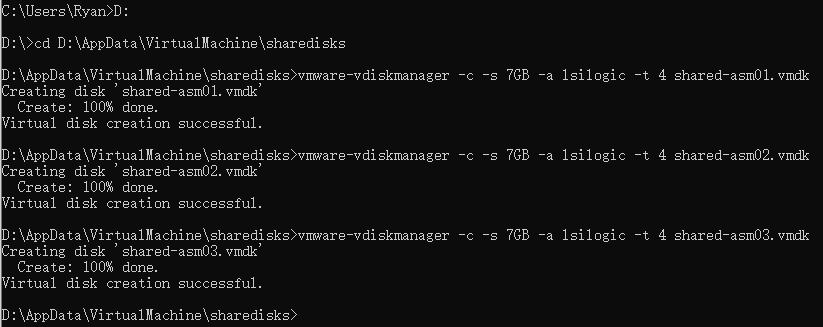 C:\Users\Ryan>D:
D:\>cd D:\AppData\VirtualMachine\sharedisks
D:\AppData\VirtualMachine\sharedisks>vmware-vdiskmanager -c -s 7GB -a lsilogic -t 4 shared-asm01.vmdk
Creating disk 'shared-asm01.vmdk'
  Create: 100% done.
Virtual disk creation successful.
D:\AppData\VirtualMachine\sharedisks>vmware-vdiskmanager -c -s 7GB -a lsilogic -t 4 shared-asm02.vmdk
Creating disk 'shared-asm02.vmdk'
  Create: 100% done.
Virtual disk creation successful.
D:\AppData\VirtualMachine\sharedisks>vmware-vdiskmanager -c -s 7GB -a lsilogic -t 4 shared-asm03.vmdk
Creating disk 'shared-asm03.vmdk'
  Create: 100% done.
Virtual disk creation successful.
D:\AppData\VirtualMachine\sharedisks>